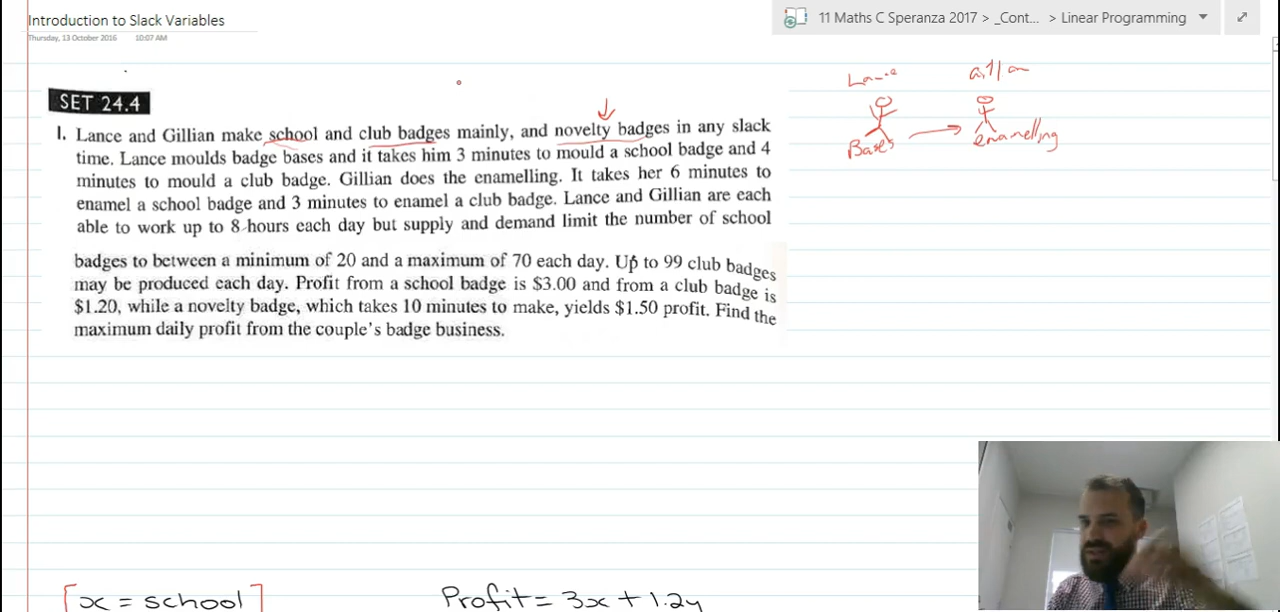 Introduction to Slack Variables
Thursday, 13 October 2016 10:07 AM
11 Maths C Speranza 2017 > _Cont... > Linear Programming
SET 24.4
1. Lance and Gillian make school and club badges mainly, and novelty badges in any slack
time. Lance moulds badge bases and it takes him 3 minutes to mould a school badge and 4
minutes to mould a club badge. Gillian does the enamelling. It takes her 6 minutes to
enamel a school badge and 3 minutes to enamel a club badge. Lance and Gillian are each
able to work up to 8 hours each day but supply and demand limit the number of school
badges to between a minimum of 20 and a maximum of 70 each day. Up to 99 club badges
may be produced each day. Profit from a school badge is $3.00 and from a club badge is
$1.20, while a novelty badge, which takes 10 minutes to make, yields $1.50 profit. Find the
maximum daily profit from the couple's badge business.
Lance
Bases
enamelling
[x = school]
Profit = 3x + 1.2y